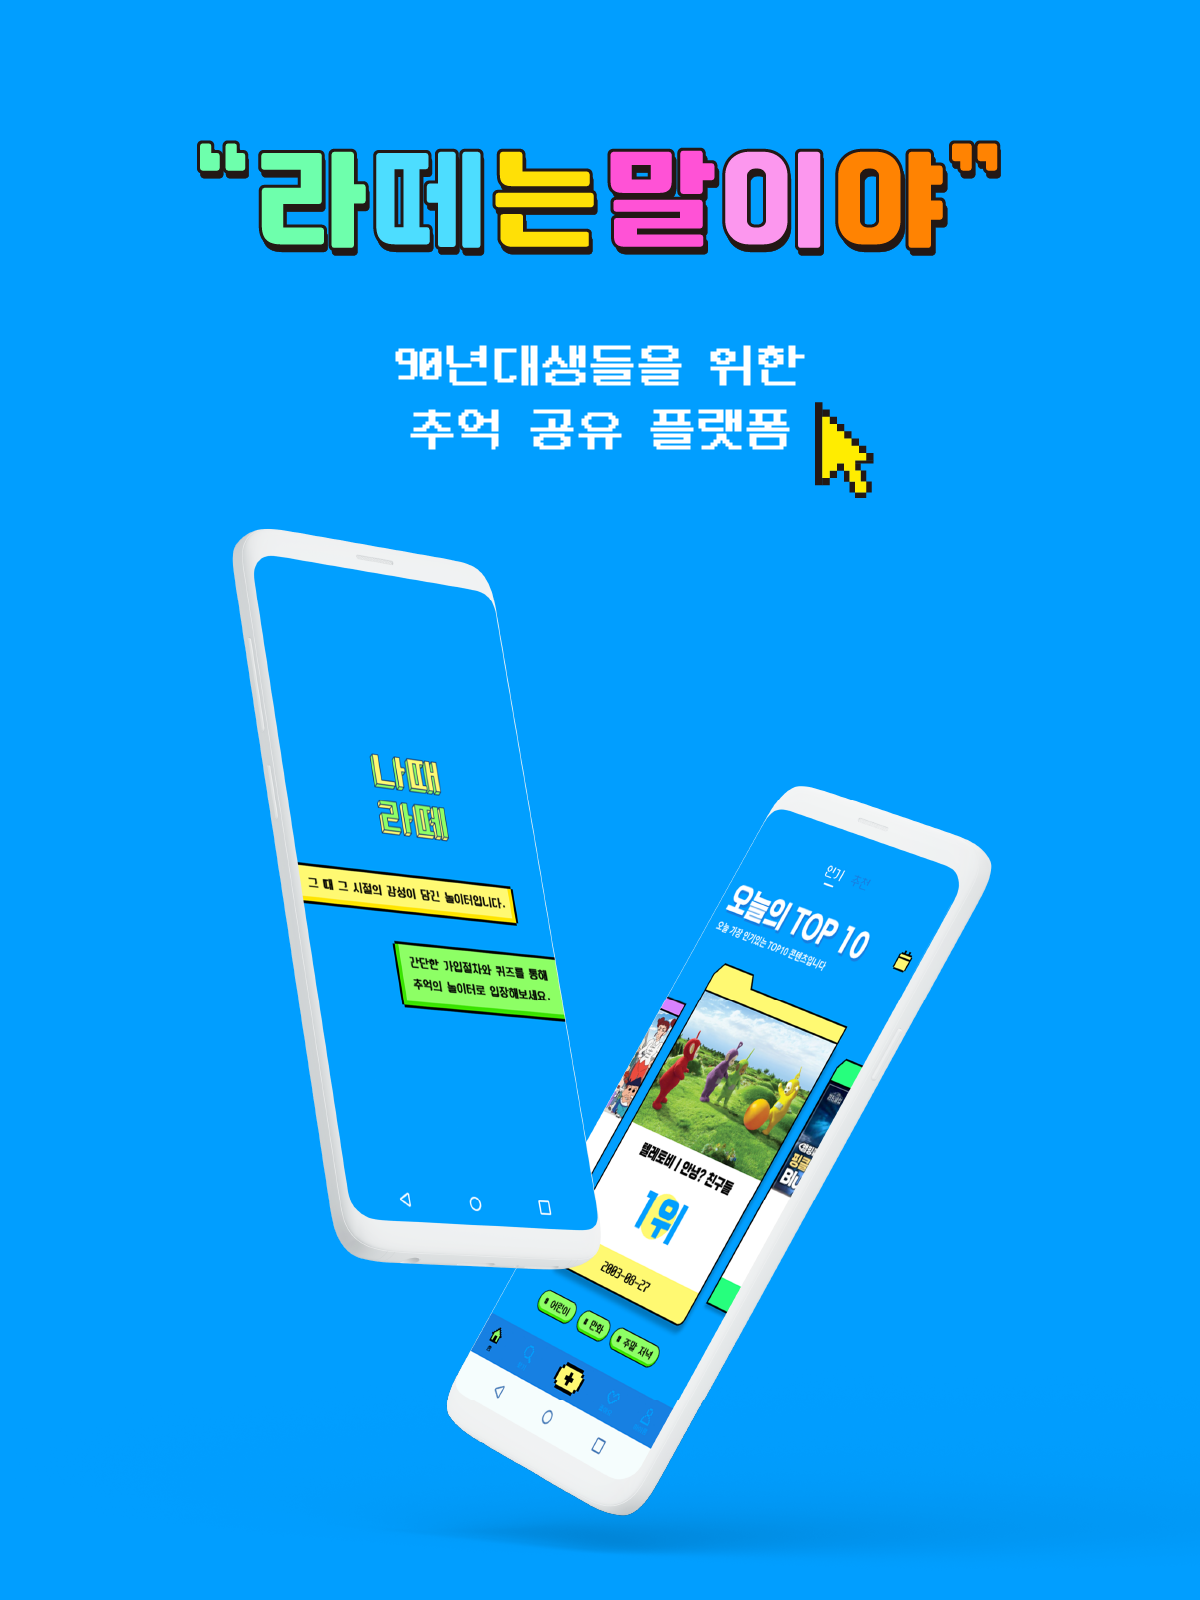 “라떼는말이야”
90년대생들을 위한
추억 공유 플랫폼
나때
라떼
그 때 그 시절의 감성이 담긴 놀이터입니다.
간단한 가입절차와 퀴즈를 통해
추억의 놀이터로 입장해보세요.
인기 추천
오늘의 TOP 10
오늘 가장 인기있는 TOP10 콘텐츠입니다
텔레토비 | 안녕? 친구들
1위
2003-08-27
어린이
만화
주말 저녁
홈